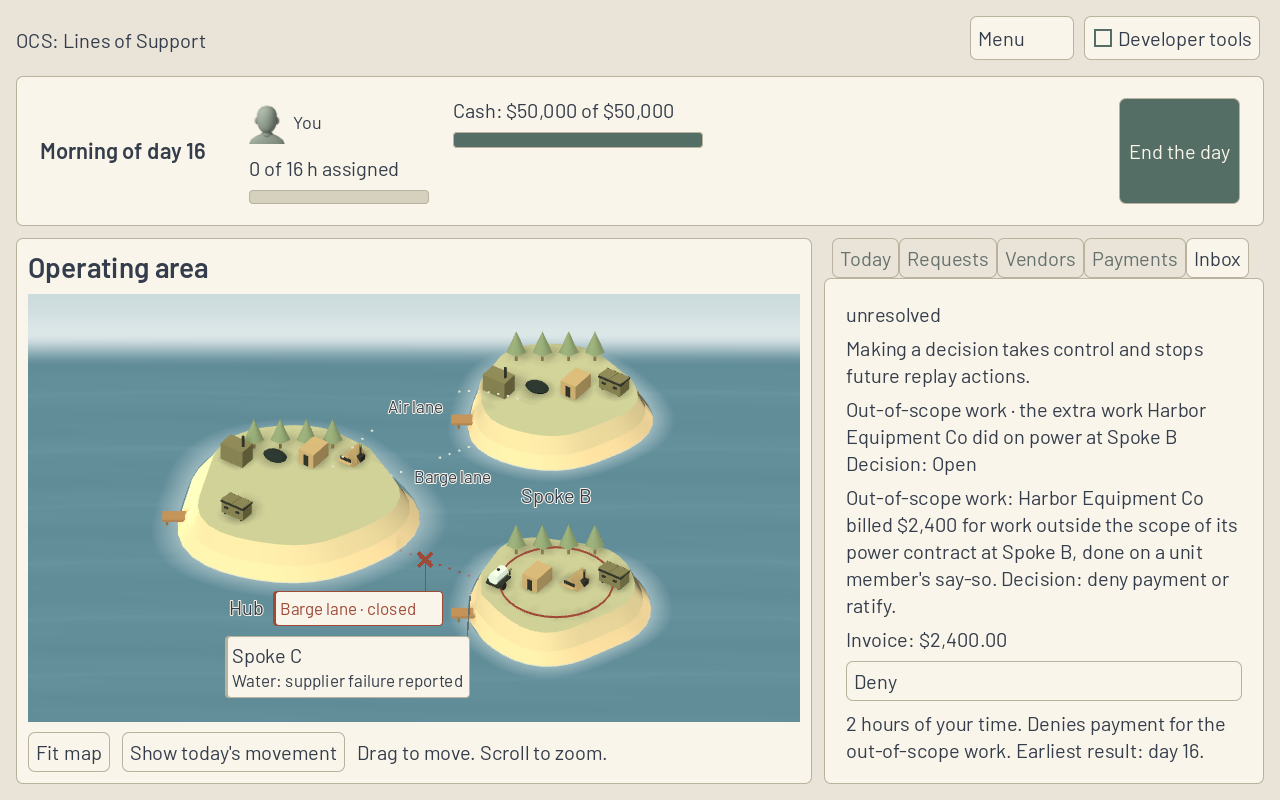 OCS: Lines of Support
Menu
Developer tools
Morning of day 16
You
0 of 16 h assigned
Cash: $50,000 of $50,000
End the day
Operating area
Air lane
Barge lane
Spoke B
Hub
Barge lane · closed
Spoke C
Water: supplier failure reported
Fit map
Show today's movement
Drag to move. Scroll to zoom.
Today
Requests
Vendors
Payments
Inbox
unresolved
Making a decision takes control and stops
future replay actions.
Out-of-scope work · the extra work Harbor
Equipment Co did on power at Spoke B
Decision: Open
Out-of-scope work: Harbor Equipment Co
billed $2,400 for work outside the scope of its
power contract at Spoke B, done on a unit
member's say-so. Decision: deny payment or
ratify.
Invoice: $2,400.00
Deny
2 hours of your time. Denies payment for the
out-of-scope work. Earliest result: day 16.